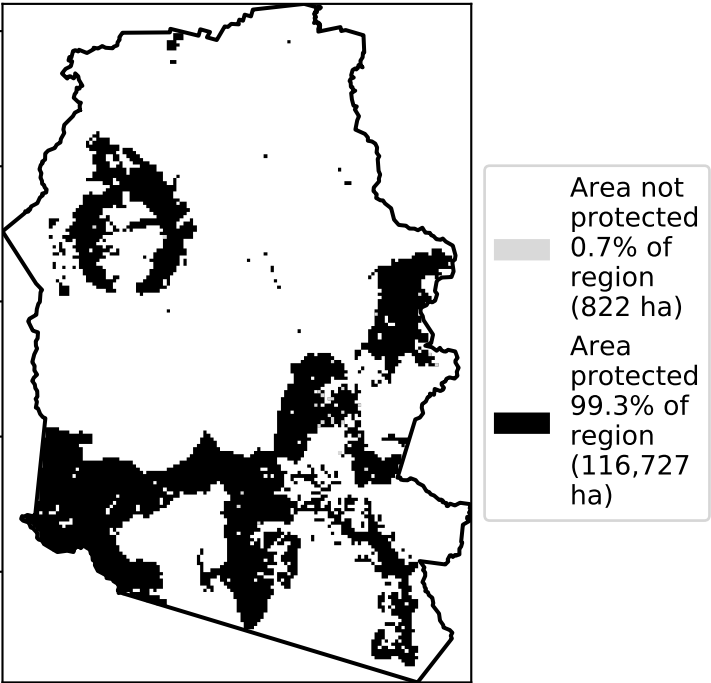 Area not
protected
0.7% of
region
(822 ha)
Area
protected
99.3% of
region
(116,727
ha)